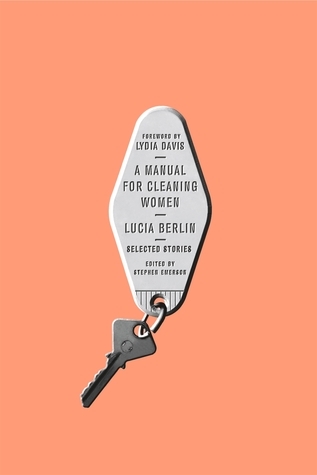 FOREWORD BY
LYDIA DAVIS
A MANUAL
FOR CLEANING
WOMEN
LUCIA BERLIN
SELECTED STORIES
EDITED BY
STEPHEN EMERSON